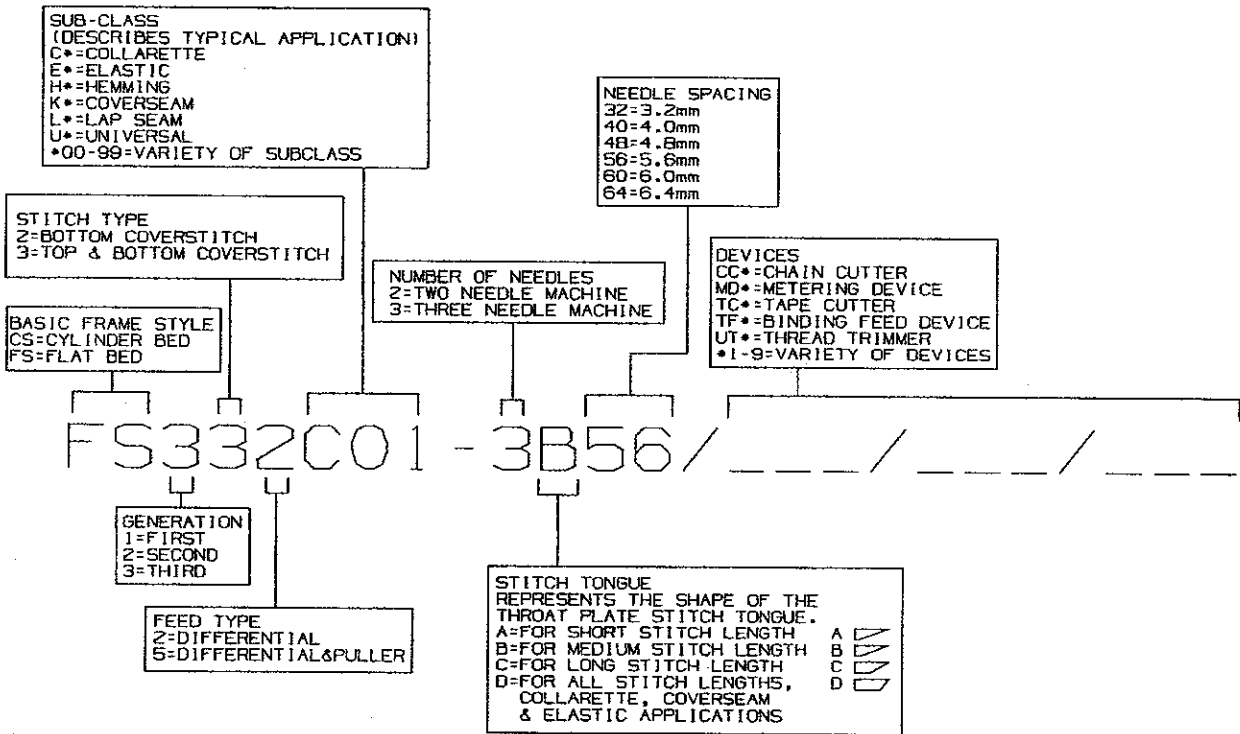 SUB-CLASS
(DESCRIBES TYPICAL APPLICATION)
C*=COLLARETTE
E*=ELASTIC
H*=HEMMING
K*=COVERSEAM
L*=LAP SEAM
U*=UNIVERSAL
*00-99=VARIETY OF SUBCLASS
NEEDLE SPACING
32=3.2mm
40=4.0mm
48=4.8mm
56=5.6mm
60=6.0mm
64=6.4mm
STITCH TYPE
2=BOTTOM COVERSTITCH
3=TOP & BOTTOM COVERSTITCH
NUMBER OF NEEDLES
2=TWO NEEDLE MACHINE
3=THREE NEEDLE MACHINE
DEVICES
CC*=CHAIN CUTTER
MD*=METERING DEVICE
TC*=TAPE CUTTER
TF*=BINDING FEED DEVICE
UT*=THREAD TRIMMER
*1-9=VARIETY OF DEVICES
BASIC FRAME STYLE
CS=CYLINDER BED
FS=FLAT BED
FS332C01-3B56/___/___/___
GENERATION
1=FIRST
2=SECOND
3=THIRD
FEED TYPE
2=DIFFERENTIAL
5=DIFFERENTIAL&PULLER
STITCH TONGUE
REPRESENTS THE SHAPE OF THE
THROAT PLATE STITCH TONGUE.
A=FOR SHORT STITCH LENGTH A
B=FOR MEDIUM STITCH LENGTH B
C=FOR LONG STITCH LENGTH C
D=FOR ALL STITCH LENGTHS, D
COLLARETTE, COVERSEAM
& ELASTIC APPLICATIONS